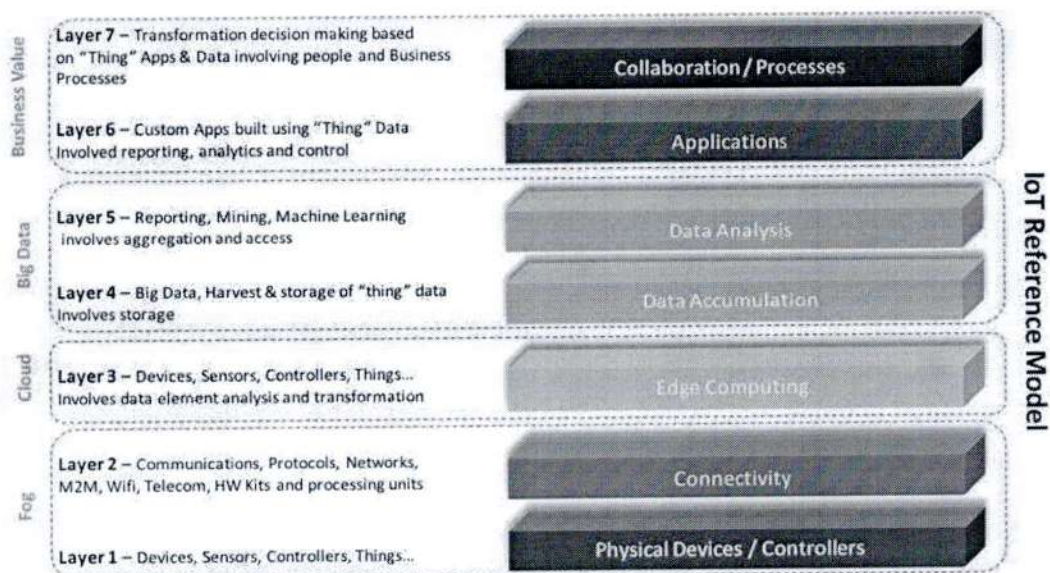 Business Value
Layer 7 – Transformation decision making based
on "Thing" Apps & Data involving people and Business
Processes
Collaboration / Processes
Layer 6 – Custom Apps built using "Thing" Data
Involved reporting, analytics and control
Applications
Big Data
Layer 5 – Reporting, Mining, Machine Learning
involves aggregation and access
Data Analysis
Layer 4 – Big Data, Harvest & storage of "thing" data
Involves storage
Data Accumulation
Cloud
Layer 3 – Devices, Sensors, Controllers, Things...
Involves data element analysis and transformation
Edge Computing
Fog
Layer 2 – Communications, Protocols, Networks,
M2M, Wifi, Telecom, HW Kits and processing units
Connectivity
Layer 1 – Devices, Sensors, Controllers, Things...
Physical Devices / Controllers
IoT Reference Model